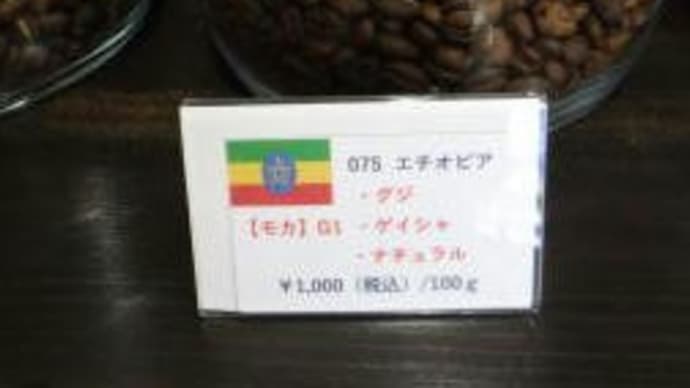 075 エチオピア
・グジ
【モカ】G1 ・ゲイシャ
・ナチュラル
￥1,000（税込）/100g